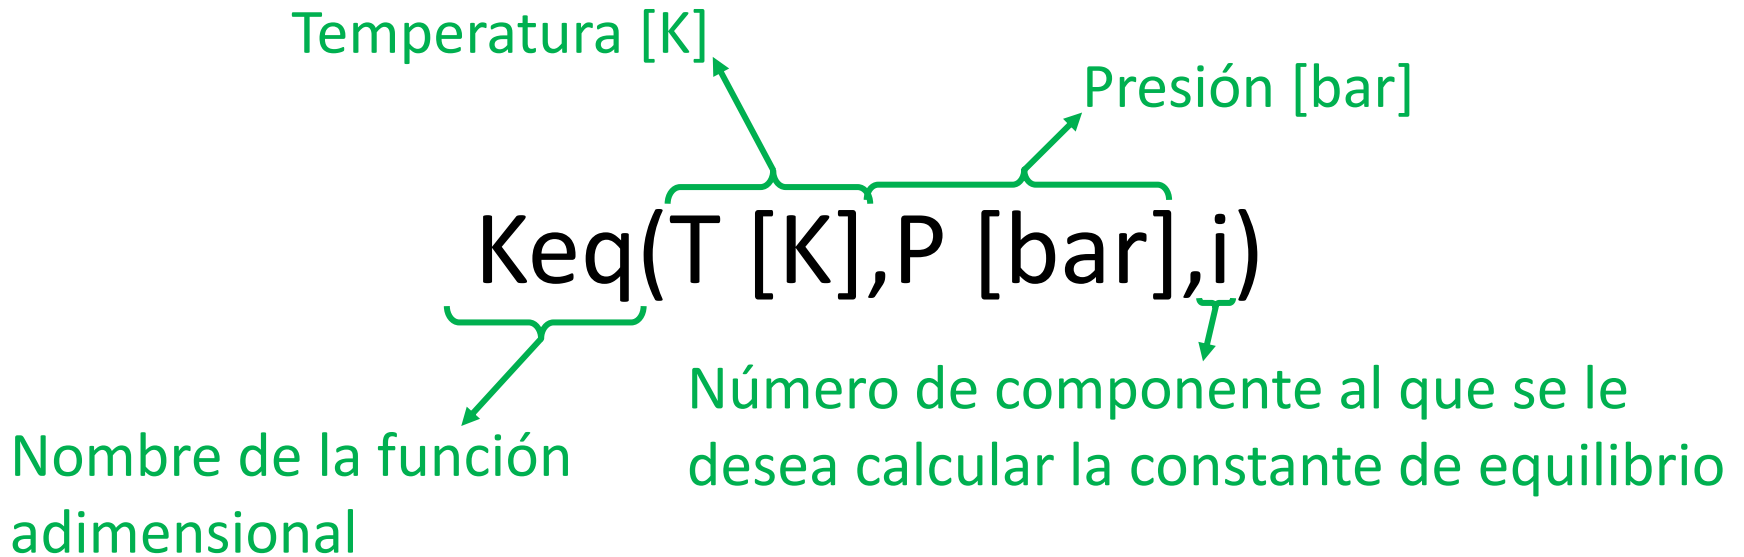 Temperatura [K]
Presión [bar]
Keq(T [K],P [bar],i)
Número de componente al que se le
desea calcular la constante de equilibrio
Nombre de la función
adimensional